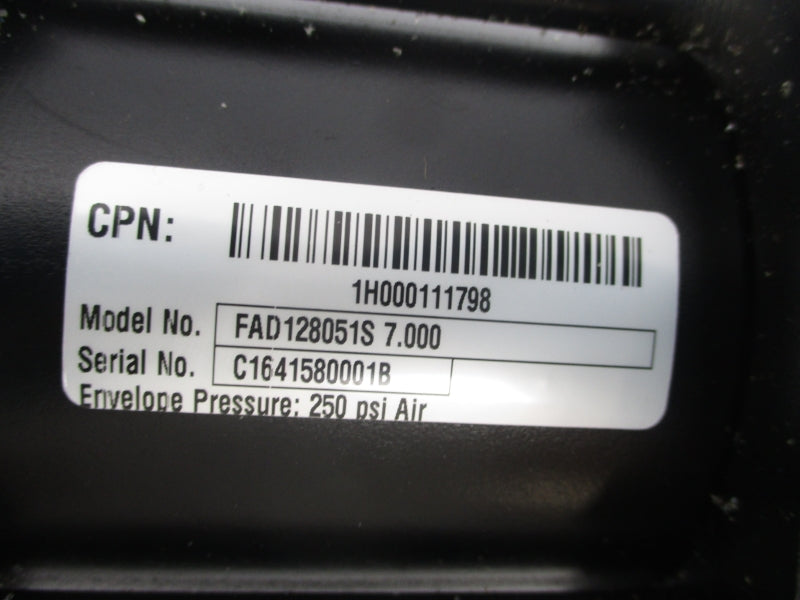 CPN:
1H000111798
Model No. FAD128051S 7.000
Serial No. C1641580001B
Envelope Pressure: 250 psi Air